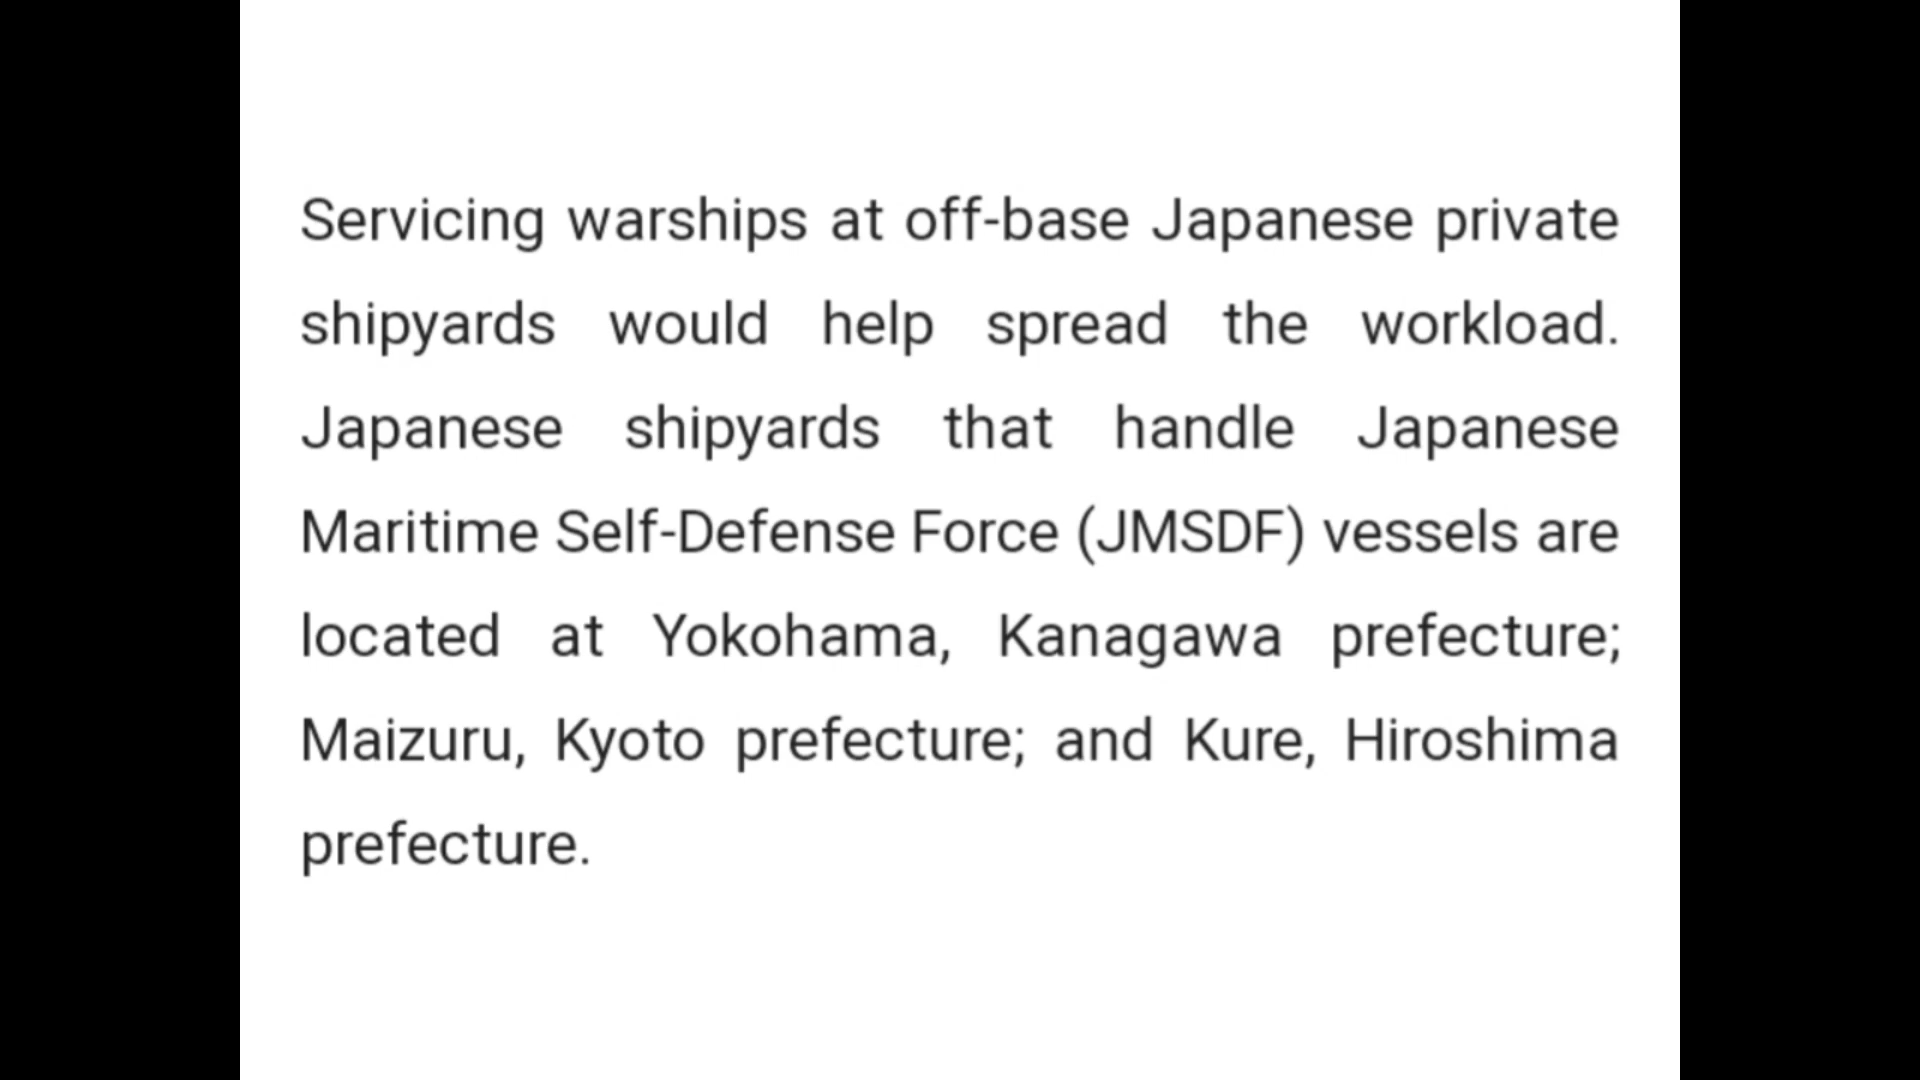 Servicing warships at off-base Japanese private
shipyards would help spread the workload.
Japanese shipyards that handle Japanese
Maritime Self-Defense Force (JMSDF) vessels are
located at Yokohama, Kanagawa prefecture;
Maizuru, Kyoto prefecture; and Kure, Hiroshima
prefecture.